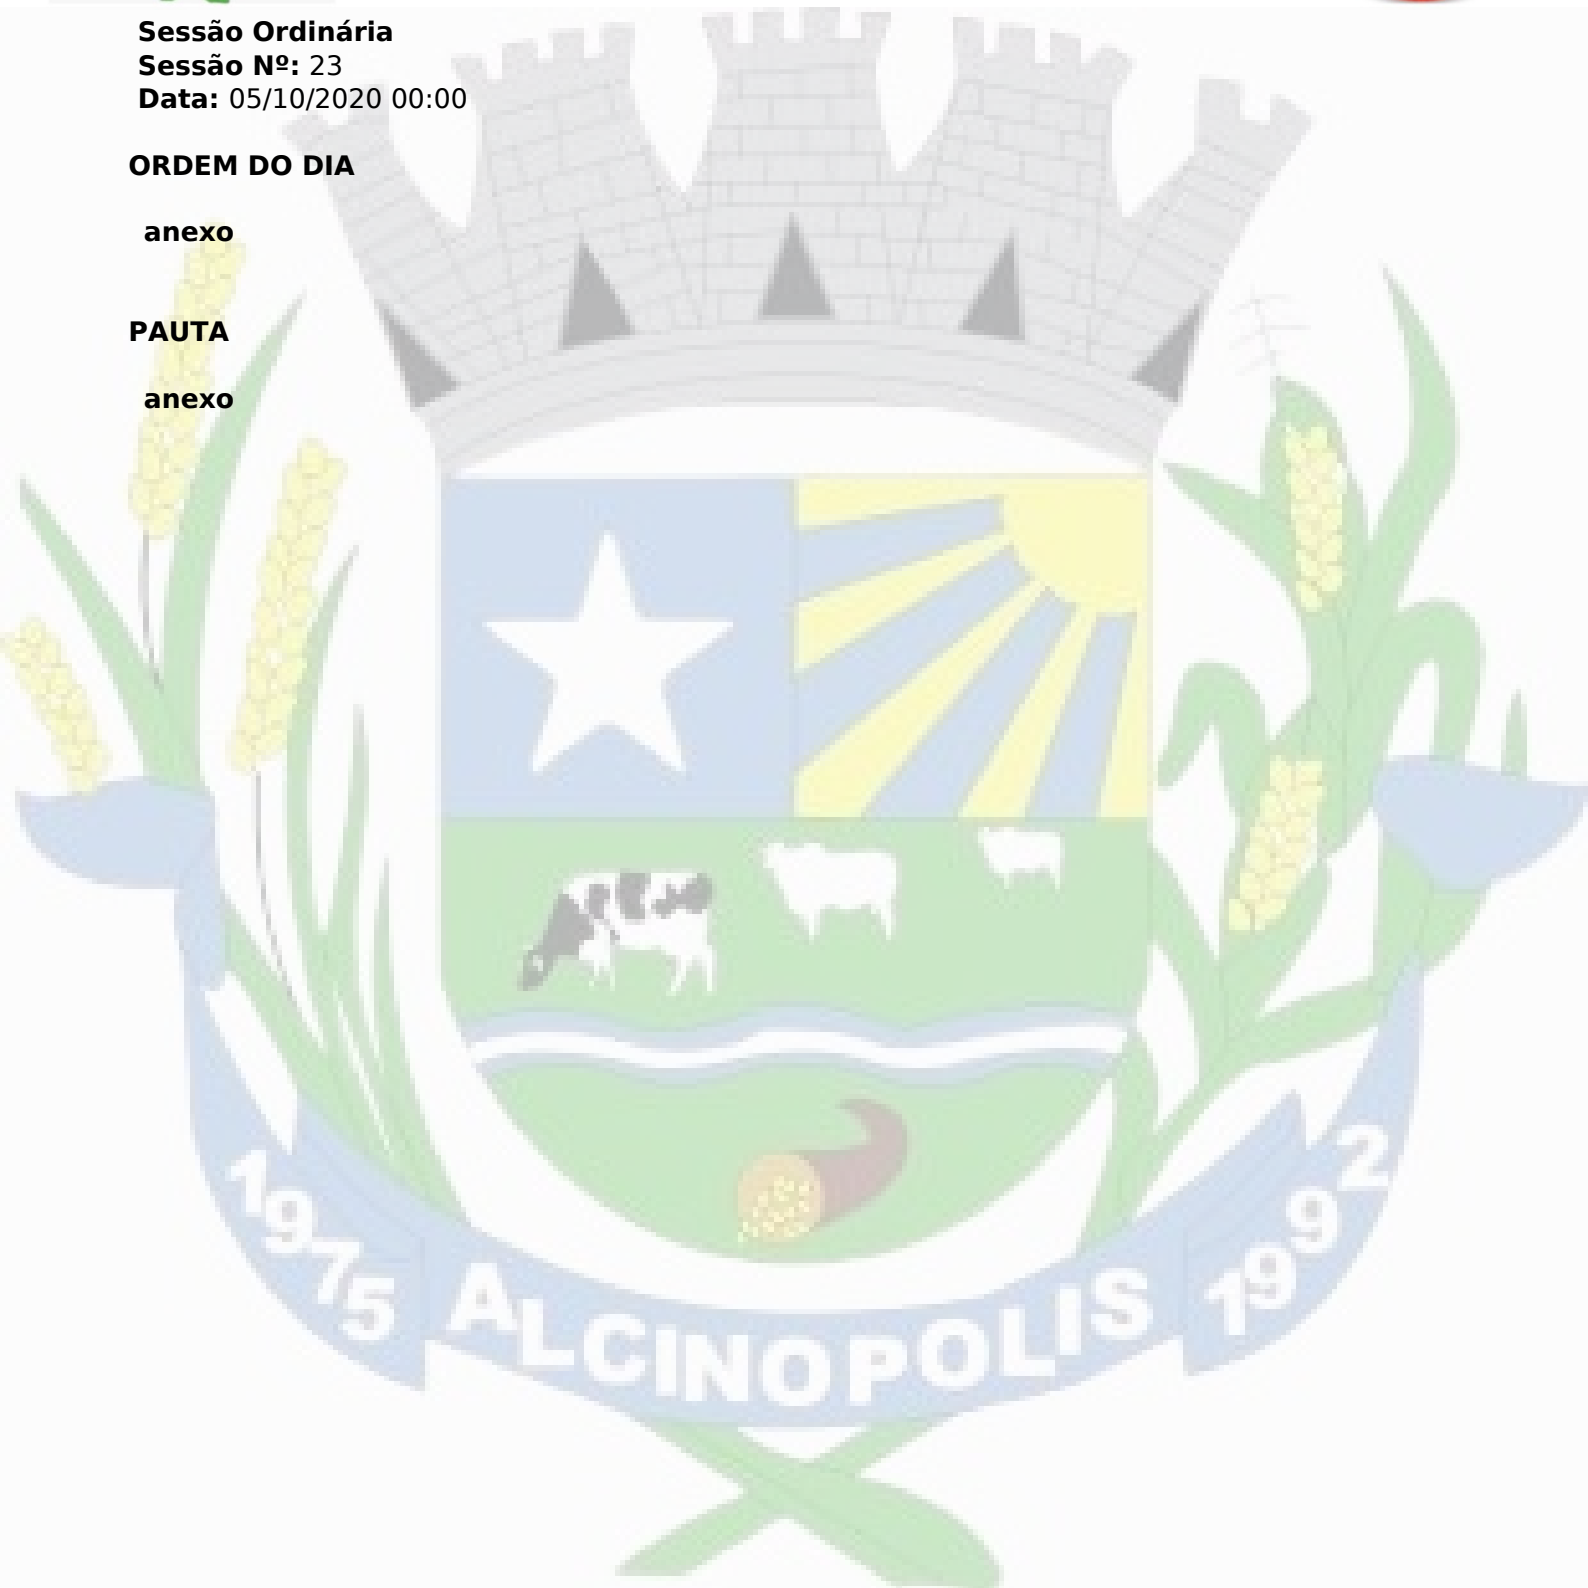 Sessão Ordinária
Sessão Nº: 23
Data: 05/10/2020 00:00
ORDEM DO DIA
anexo
PAUTA
anexo
1975 ALCINOPOLIS 1992